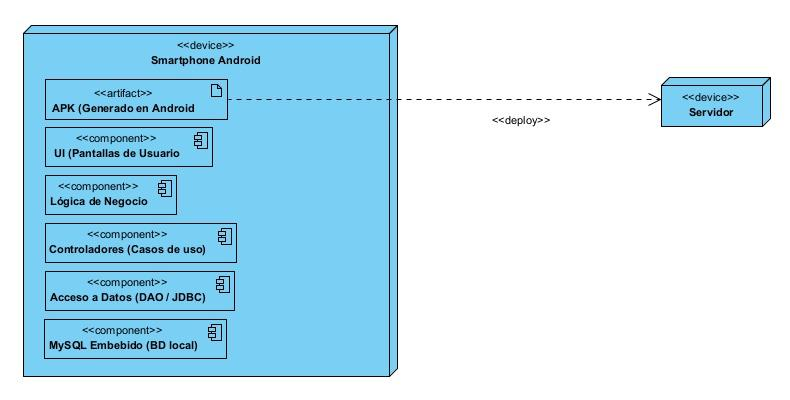 <<device>>
Smartphone Android
<<artifact>>
APK (Generado en Android
<<component>>
UI (Pantallas de Usuario
<<component>>
Lógica de Negocio
<<component>>
Controladores (Casos de uso)
<<component>>
Acceso a Datos (DAO / JDBC)
<<component>>
MySQL Embebido (BD local)
<<deploy>>
<<device>>
Servidor